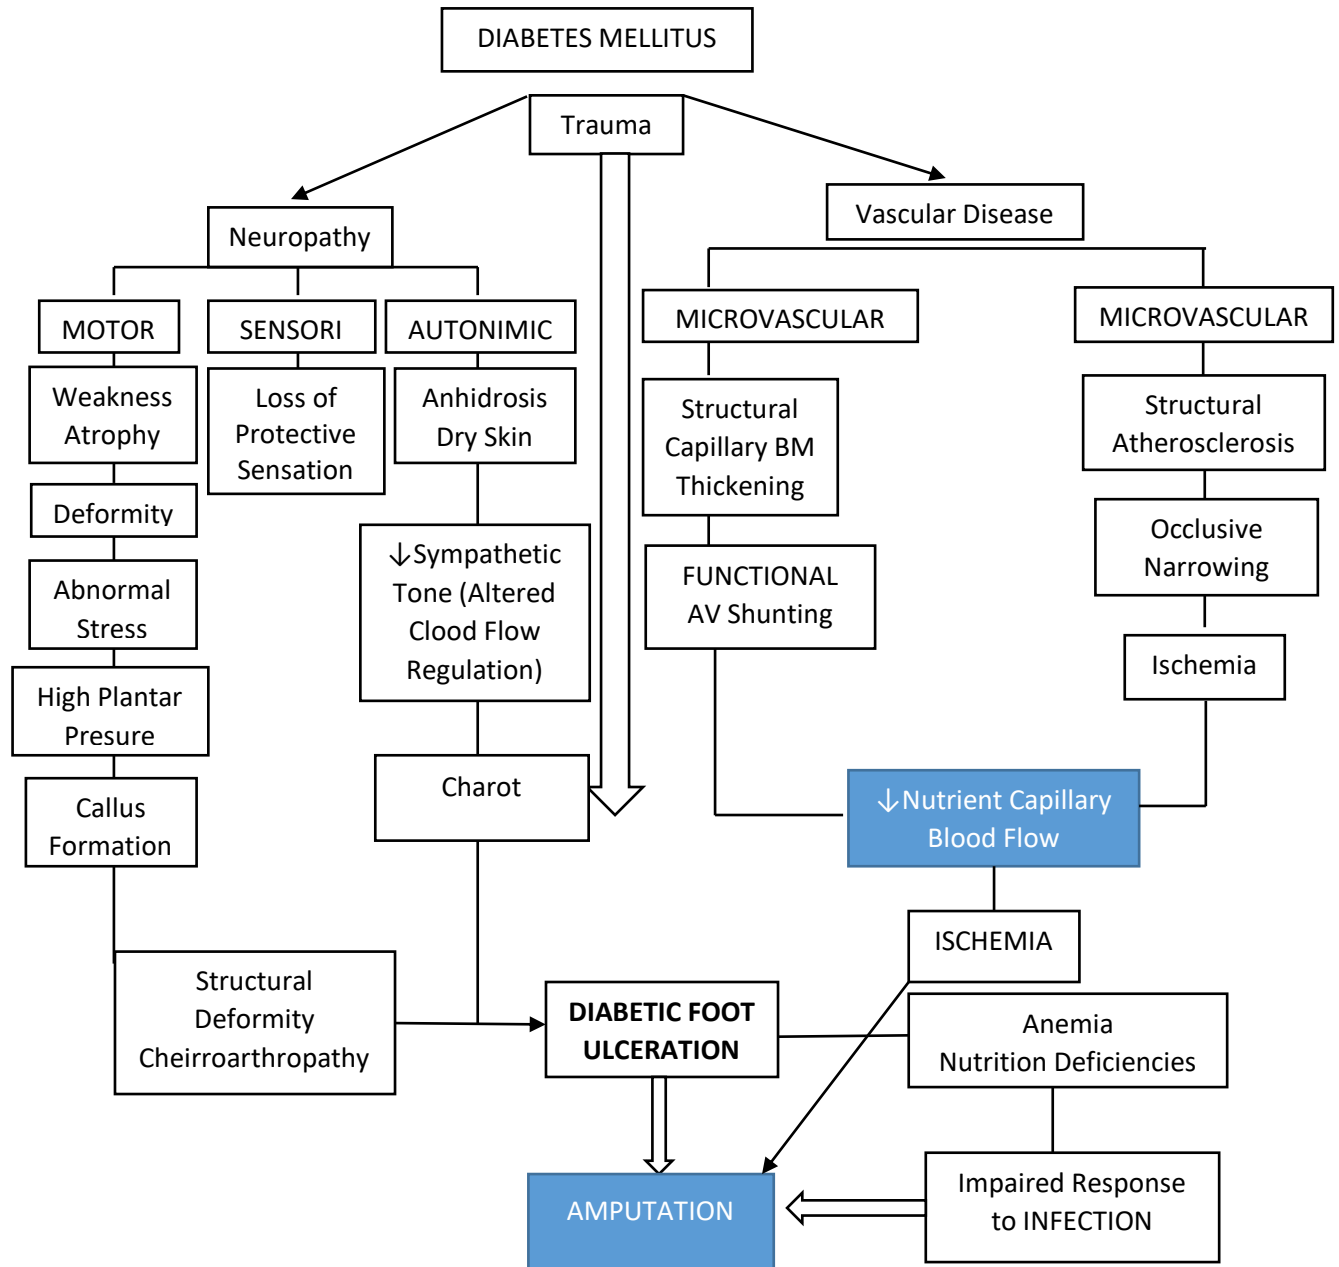 DIABETES MELLITUS
Trauma
Neuropathy
Vascular Disease
MOTOR
SENSORI
AUTONIMIC
MICROVASCULAR
MICROVASCULAR
Weakness
Atrophy
Loss of
Protective
Sensation
Anhidrosis
Dry Skin
Structural
Capillary BM
Thickening
Structural
Atherosclerosis
Deformity
↓Sympathetic
Tone (Altered
Clood Flow
Regulation)
FUNCTIONAL
AV Shunting
Occlusive
Narrowing
Abnormal
Stress
Ischemia
High Plantar
Presure
Charot
↓Nutrient Capillary
Blood Flow
Callus
Formation
ISCHEMIA
Structural
Deformity
Cheirroarthropathy
DIABETIC FOOT
ULCERATION
Anemia
Nutrition Deficiencies
AMPUTATION
Impaired Response
to INFECTION